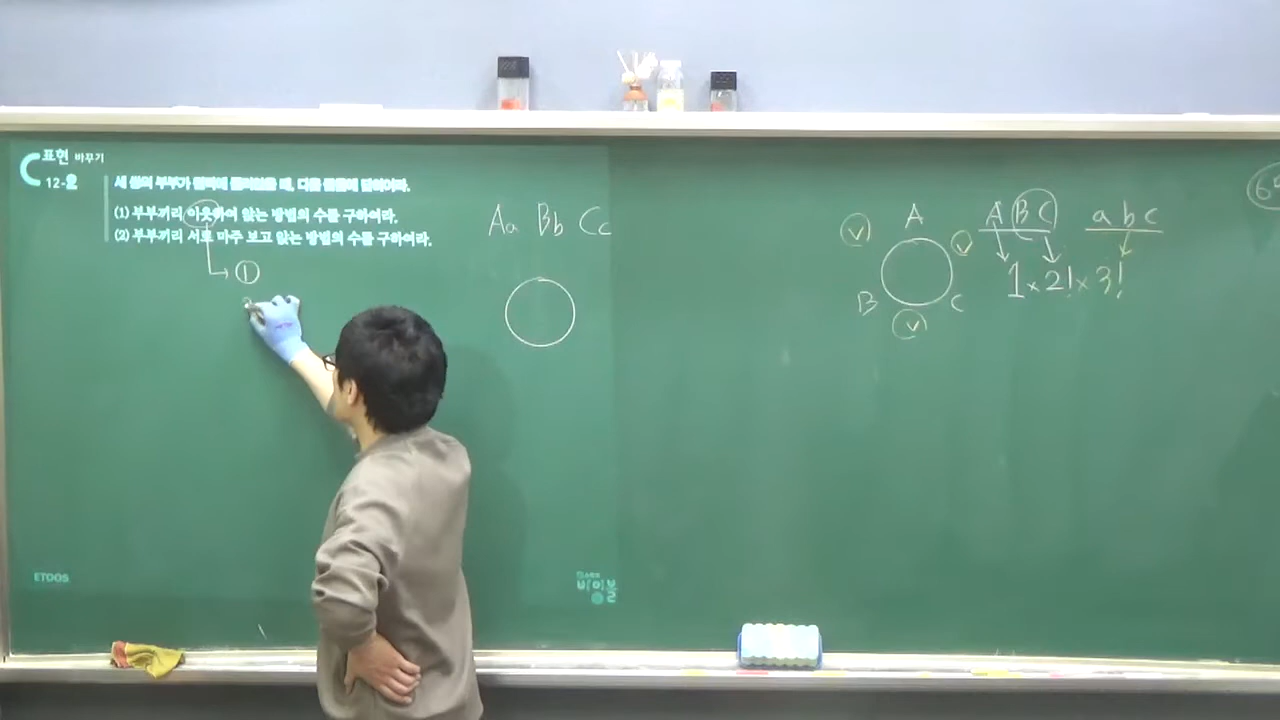 표현 바꾸기
12-2
세 쌍의 부부가 원탁에 둘러앉을 때, 다음 물음에 답하여라.
(1) 부부끼리 이웃하여 앉는 방법의 수를 구하여라.
(2) 부부끼리 서로 마주 보고 앉는 방법의 수를 구하여라.
①
Aa Bb Cc
A
B C
A B C a b c
1×2!×3!
ETOOS
바이블